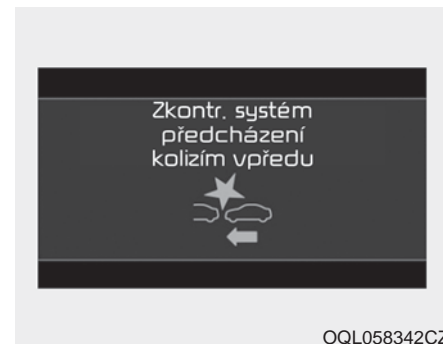 Zkontr. systém
předcházení
kolizím vpředu
OQL058342CZ